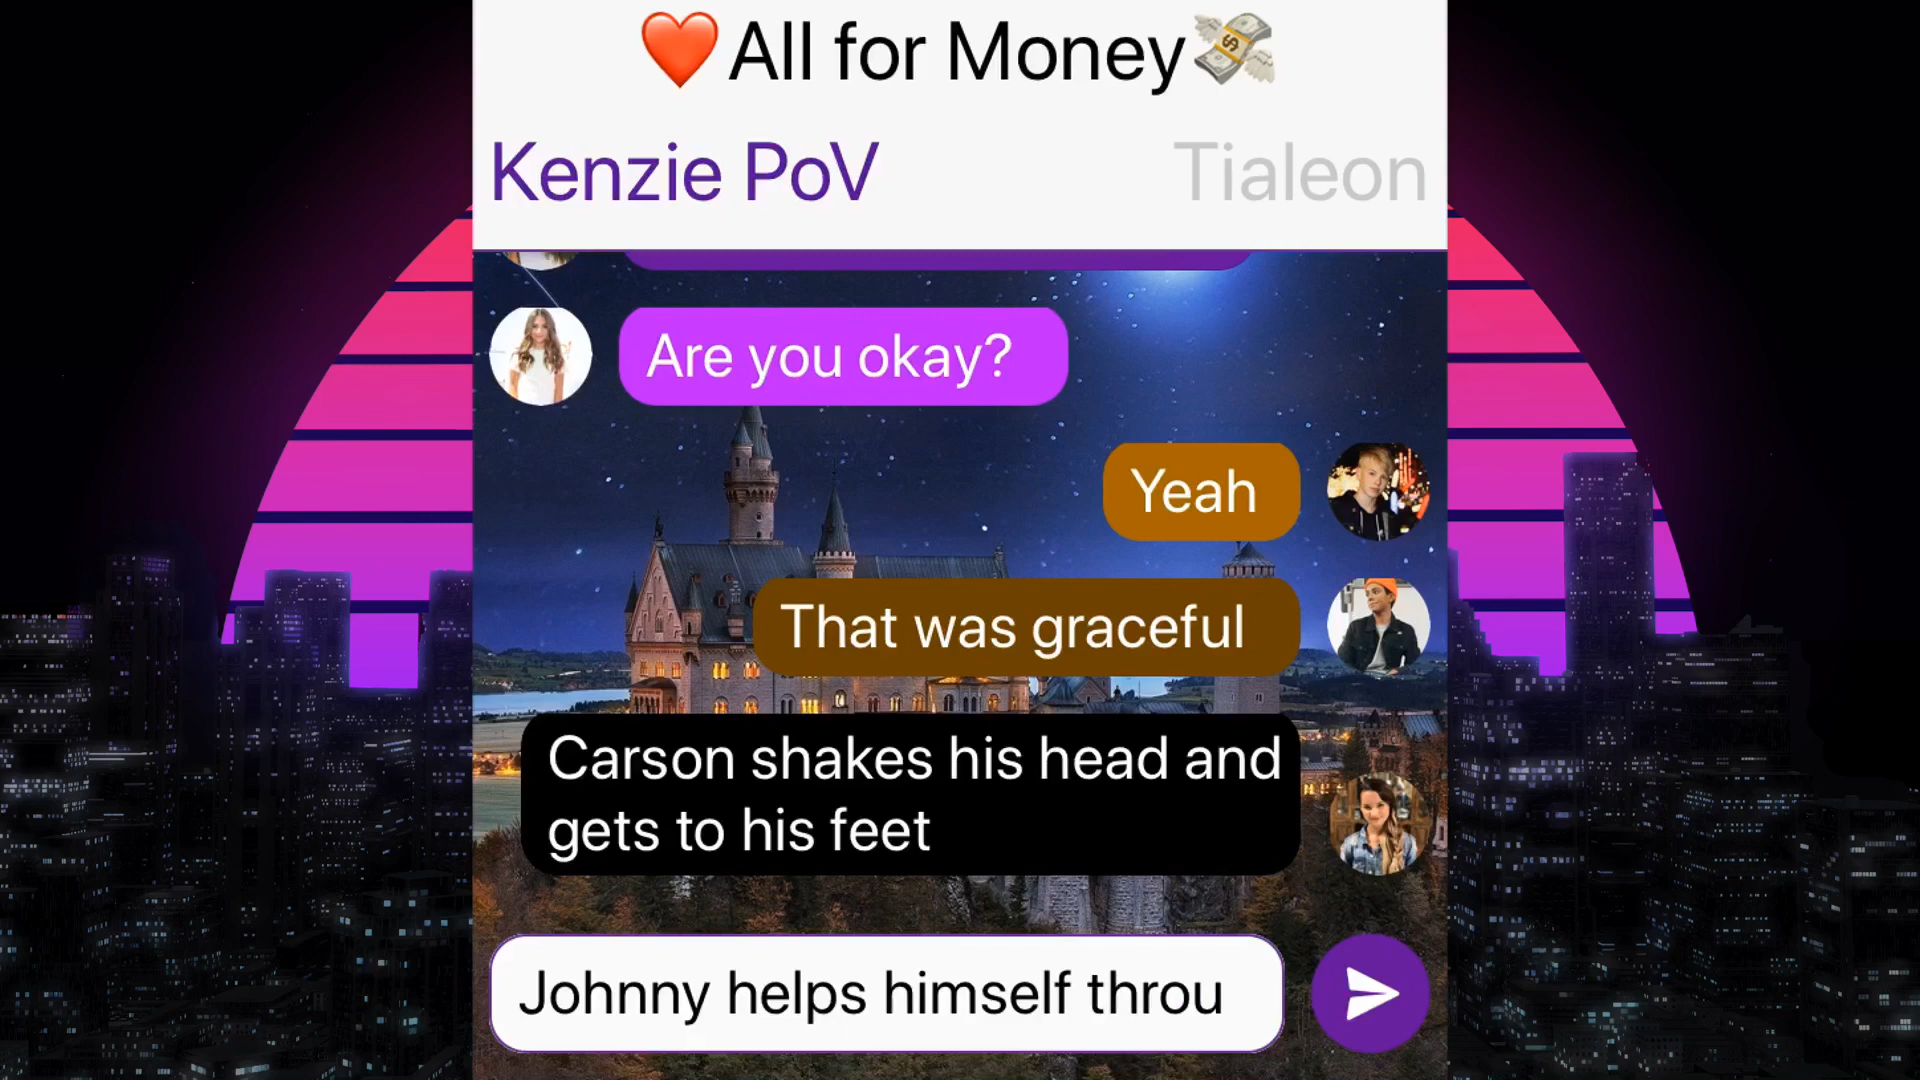 ❤️All for Money💸
Kenzie PoV
Tialeon
Are you okay?
Yeah
That was graceful
Carson shakes his head and
gets to his feet
Johnny helps himself throu